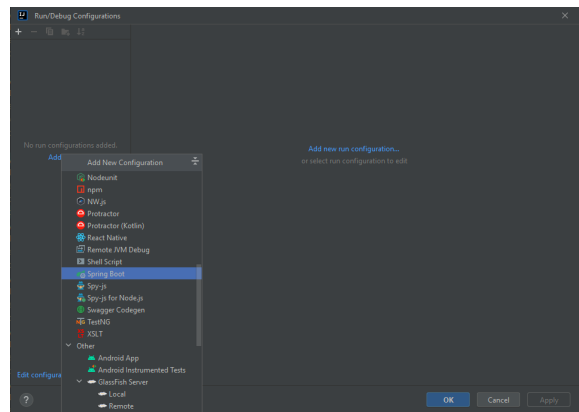 Run/Debug Configurations
No run configurations added.
Add
Add new run configuration...
or select run configuration to edit
Add New Configuration
Nodeunit
npm
NW.js
Protractor
Protractor (Kotlin)
React Native
Remote JVM Debug
Shell Script
Spring Boot
Spy-js
Spy-js for Node.js
Swagger Codegen
TestNG
XSLT
Other
Android App
Android Instrumented Tests
GlassFish Server
Local
Remote
Edit configura
?
OK
Cancel
Apply